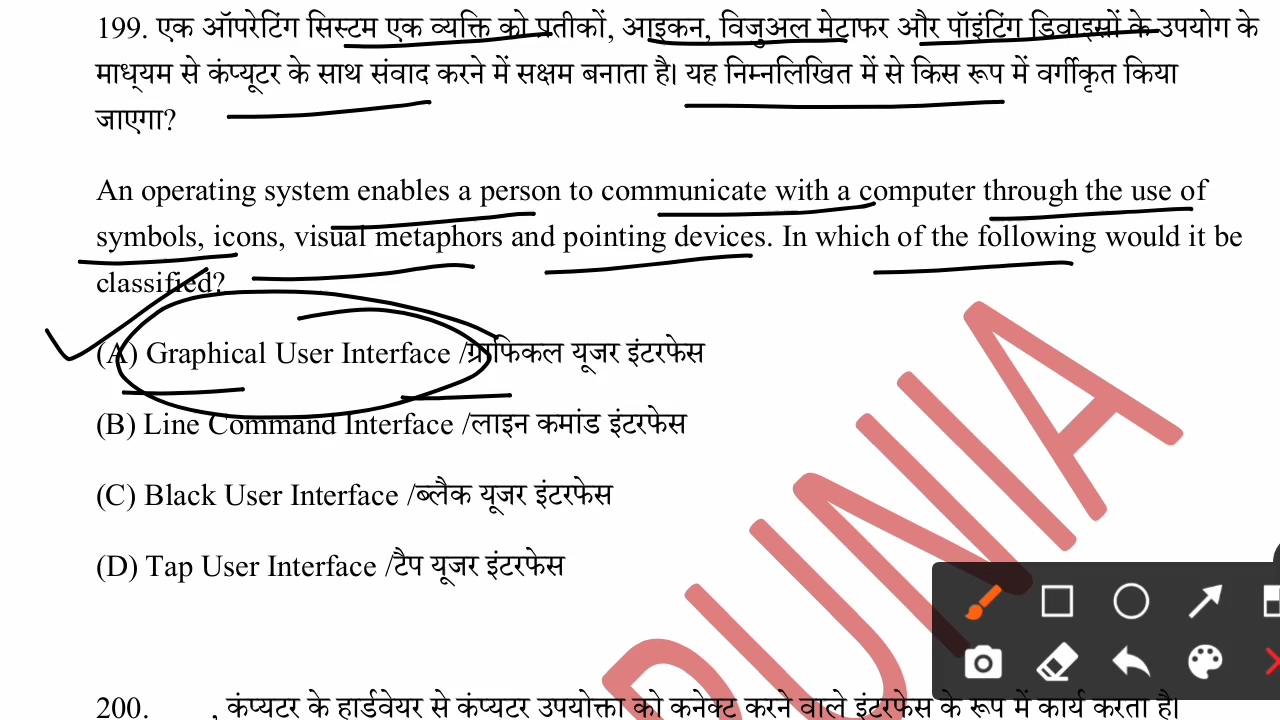 199. एक ऑपरेटिंग सिस्टम एक व्यक्ति को प्रतीकों, आइकन, विजुअल मेटाफर और पॉइंटिंग डिवाइसों के उपयोग के
माध्यम से कंप्यूटर के साथ संवाद करने में सक्षम बनाता है। यह निम्नलिखित में से किस रूप में वर्गीकृत किया
जाएगा?
An operating system enables a person to communicate with a computer through the use of
symbols, icons, visual metaphors and pointing devices. In which of the following would it be
classified?
(A) Graphical User Interface /ग्राफिकल यूजर इंटरफेस
(B) Line Command Interface /लाइन कमांड इंटरफेस
(C) Black User Interface /ब्लैक यूजर इंटरफेस
(D) Tap User Interface /टैप यूजर इंटरफेस
PUNIA
200. , कंप्यूटर के हार्डवेयर से कंप्यूटर उपयोक्ता को कनेक्ट करने वाले इंटरफेस के रूप में कार्य करता है।